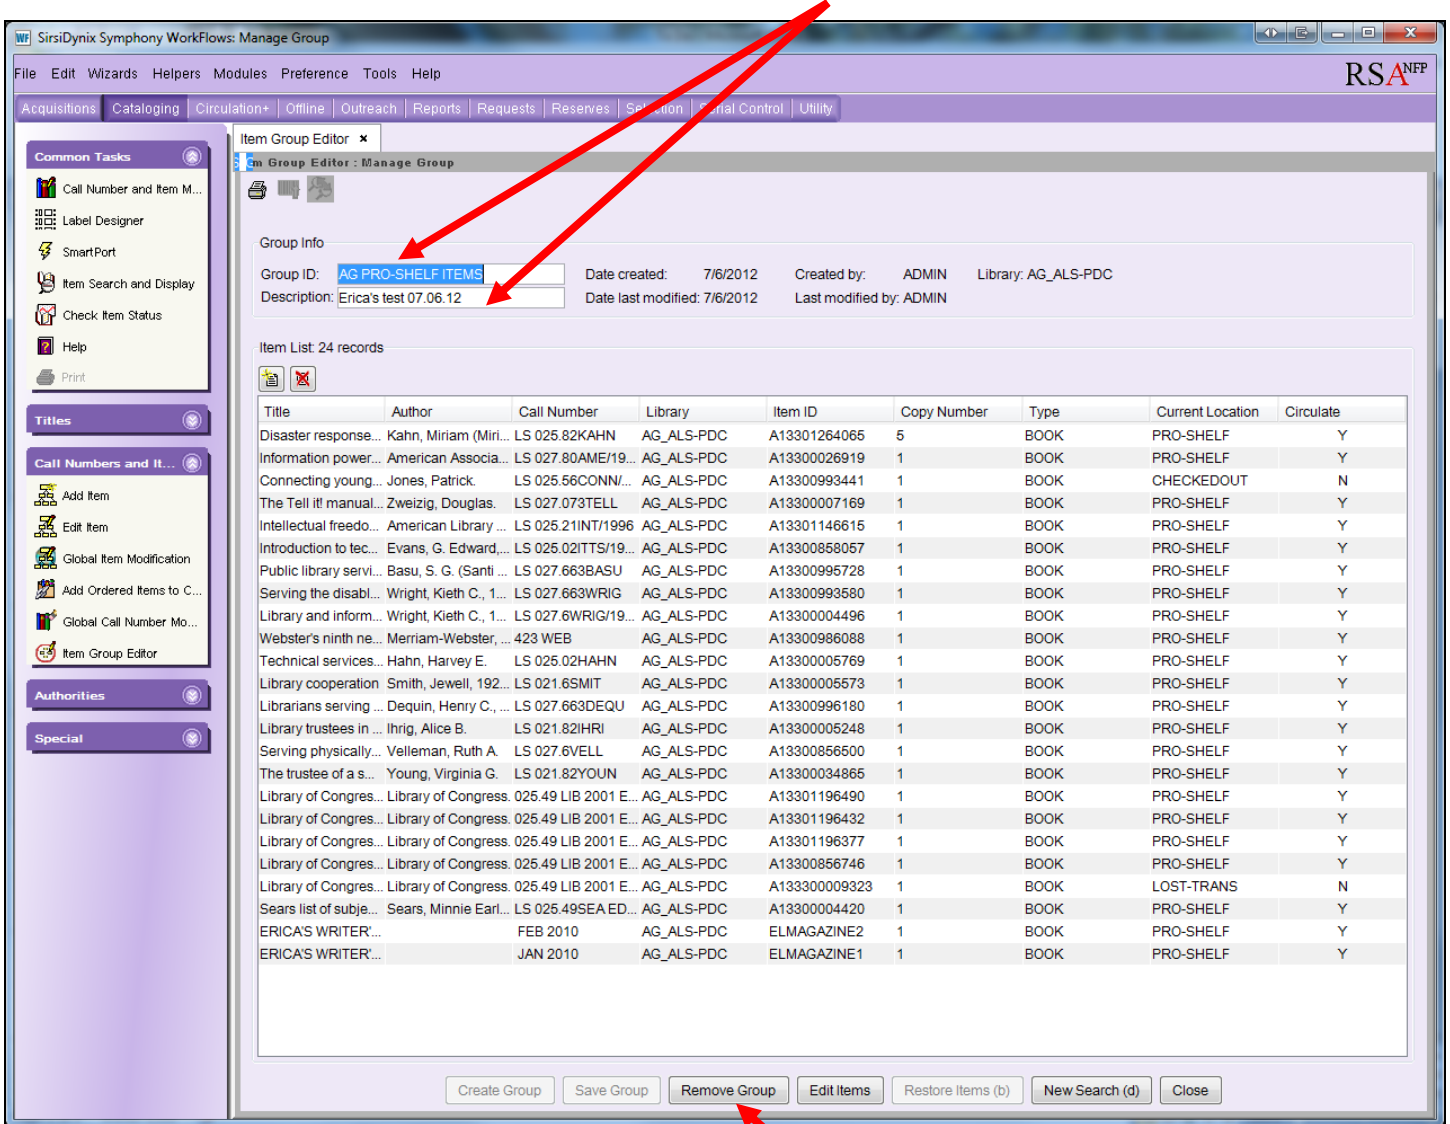 WF SirsiDynix Symphony WorkFlows: Manage Group
File Edit Wizards Helpers Modules Preference Tools Help
RSA NFP
Acquisitions Cataloging Circulation+ Offline Outreach Reports Requests Reserves Control Utility
Item Group Editor ×
m Group Editor : Manage Group
Common Tasks
Call Number and Item M...
Label Designer
SmartPort
Item Search and Display
Check Item Status
Help
Print
Titles
Call Numbers and It...
Add Item
Edit Item
Global Item Modification
Add Ordered Items to C...
Global Call Number Mo...
Item Group Editor
Authorities
Special
Group Info
Group ID: AG PRO-SHELF ITEMS Date created: 7/6/2012 Created by: ADMIN Library: AG_ALS-PDC
Description: Erica's test 07.06.12 Date last modified: 7/6/2012 Last modified by: ADMIN
Item List: 24 records
Title Author Call Number Library Item ID Copy Number Type Current Location Circulate
Disaster response... Kahn, Miriam (Miri... LS 025.82KAHN AG_ALS-PDC A13301264065 5 BOOK PRO-SHELF Y
Information power... American Associa... LS 027.80AME/19... AG_ALS-PDC A13300026919 1 BOOK PRO-SHELF Y
Connecting young... Jones, Patrick. LS 025.56CONN/... AG_ALS-PDC A13300993441 1 BOOK CHECKEDOUT N
The Tell it! manual... Zweizig, Douglas. LS 027.073TELL AG_ALS-PDC A13300007169 1 BOOK PRO-SHELF Y
Intellectual freedo... American Library ... LS 025.21INT/1996 AG_ALS-PDC A13301146615 1 BOOK PRO-SHELF Y
Introduction to tec... Evans, G. Edward,... LS 025.02ITTS/19... AG_ALS-PDC A13300858057 1 BOOK PRO-SHELF Y
Public library servi... Basu, S. G. (Santi ... LS 027.663BASU AG_ALS-PDC A13300995728 1 BOOK PRO-SHELF Y
Serving the disabl... Wright, Kieth C., 1... LS 027.663WRIG AG_ALS-PDC A13300993580 1 BOOK PRO-SHELF Y
Library and inform... Wright, Kieth C., 1... LS 027.6WRIG/19... AG_ALS-PDC A13300004496 1 BOOK PRO-SHELF Y
Webster's ninth ne... Merriam-Webster, ... 423 WEB AG_ALS-PDC A13300986088 1 BOOK PRO-SHELF Y
Technical services... Hahn, Harvey E. LS 025.02HAHN AG_ALS-PDC A13300005769 1 BOOK PRO-SHELF Y
Library cooperation Smith, Jewell, 192... LS 021.6SMIT AG_ALS-PDC A13300005573 1 BOOK PRO-SHELF Y
Librarians serving ... Dequin, Henry C., ... LS 027.663DEQU AG_ALS-PDC A13300996180 1 BOOK PRO-SHELF Y
Library trustees in ... Ihrig, Alice B. LS 021.82IHRI AG_ALS-PDC A13300005248 1 BOOK PRO-SHELF Y
Serving physically... Velleman, Ruth A. LS 027.6VELL AG_ALS-PDC A13300856500 1 BOOK PRO-SHELF Y
The trustee of a s... Young, Virginia G. LS 021.82YOUN AG_ALS-PDC A13300034865 1 BOOK PRO-SHELF Y
Library of Congres... Library of Congress. 025.49 LIB 2001 E... AG_ALS-PDC A13301196490 1 BOOK PRO-SHELF Y
Library of Congres... Library of Congress. 025.49 LIB 2001 E... AG_ALS-PDC A13301196432 1 BOOK PRO-SHELF Y
Library of Congres... Library of Congress. 025.49 LIB 2001 E... AG_ALS-PDC A13301196377 1 BOOK PRO-SHELF Y
Library of Congres... Library of Congress. 025.49 LIB 2001 E... AG_ALS-PDC A13300856746 1 BOOK PRO-SHELF Y
Library of Congres... Library of Congress. 025.49 LIB 2001 E... AG_ALS-PDC A133300009323 1 BOOK LOST-TRANS N
Sears list of subje... Sears, Minnie Earl... LS 025.49SEA ED... AG_ALS-PDC A13300004420 1 BOOK PRO-SHELF Y
ERICA'S WRITER'... FEB 2010 AG_ALS-PDC ELMAGAZINE2 1 BOOK PRO-SHELF Y
ERICA'S WRITER'... JAN 2010 AG_ALS-PDC ELMAGAZINE1 1 BOOK PRO-SHELF Y
Create Group Save Group Remove Group Edit Items Restore Items (b) New Search (d) Close